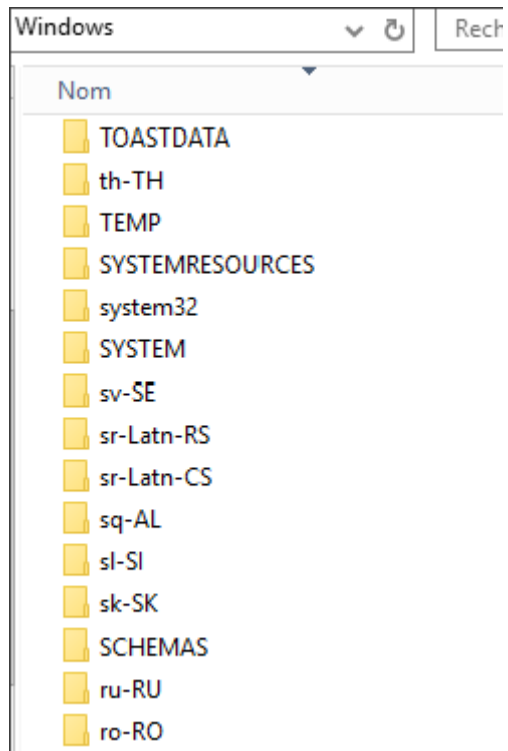 Windows
Rech
Nom
TOASTDATA
th-TH
TEMP
SYSTEMRESOURCES
system32
SYSTEM
sv-SE
sr-Latn-RS
sr-Latn-CS
sq-AL
sl-SI
sk-SK
SCHEMAS
ru-RU
ro-RO